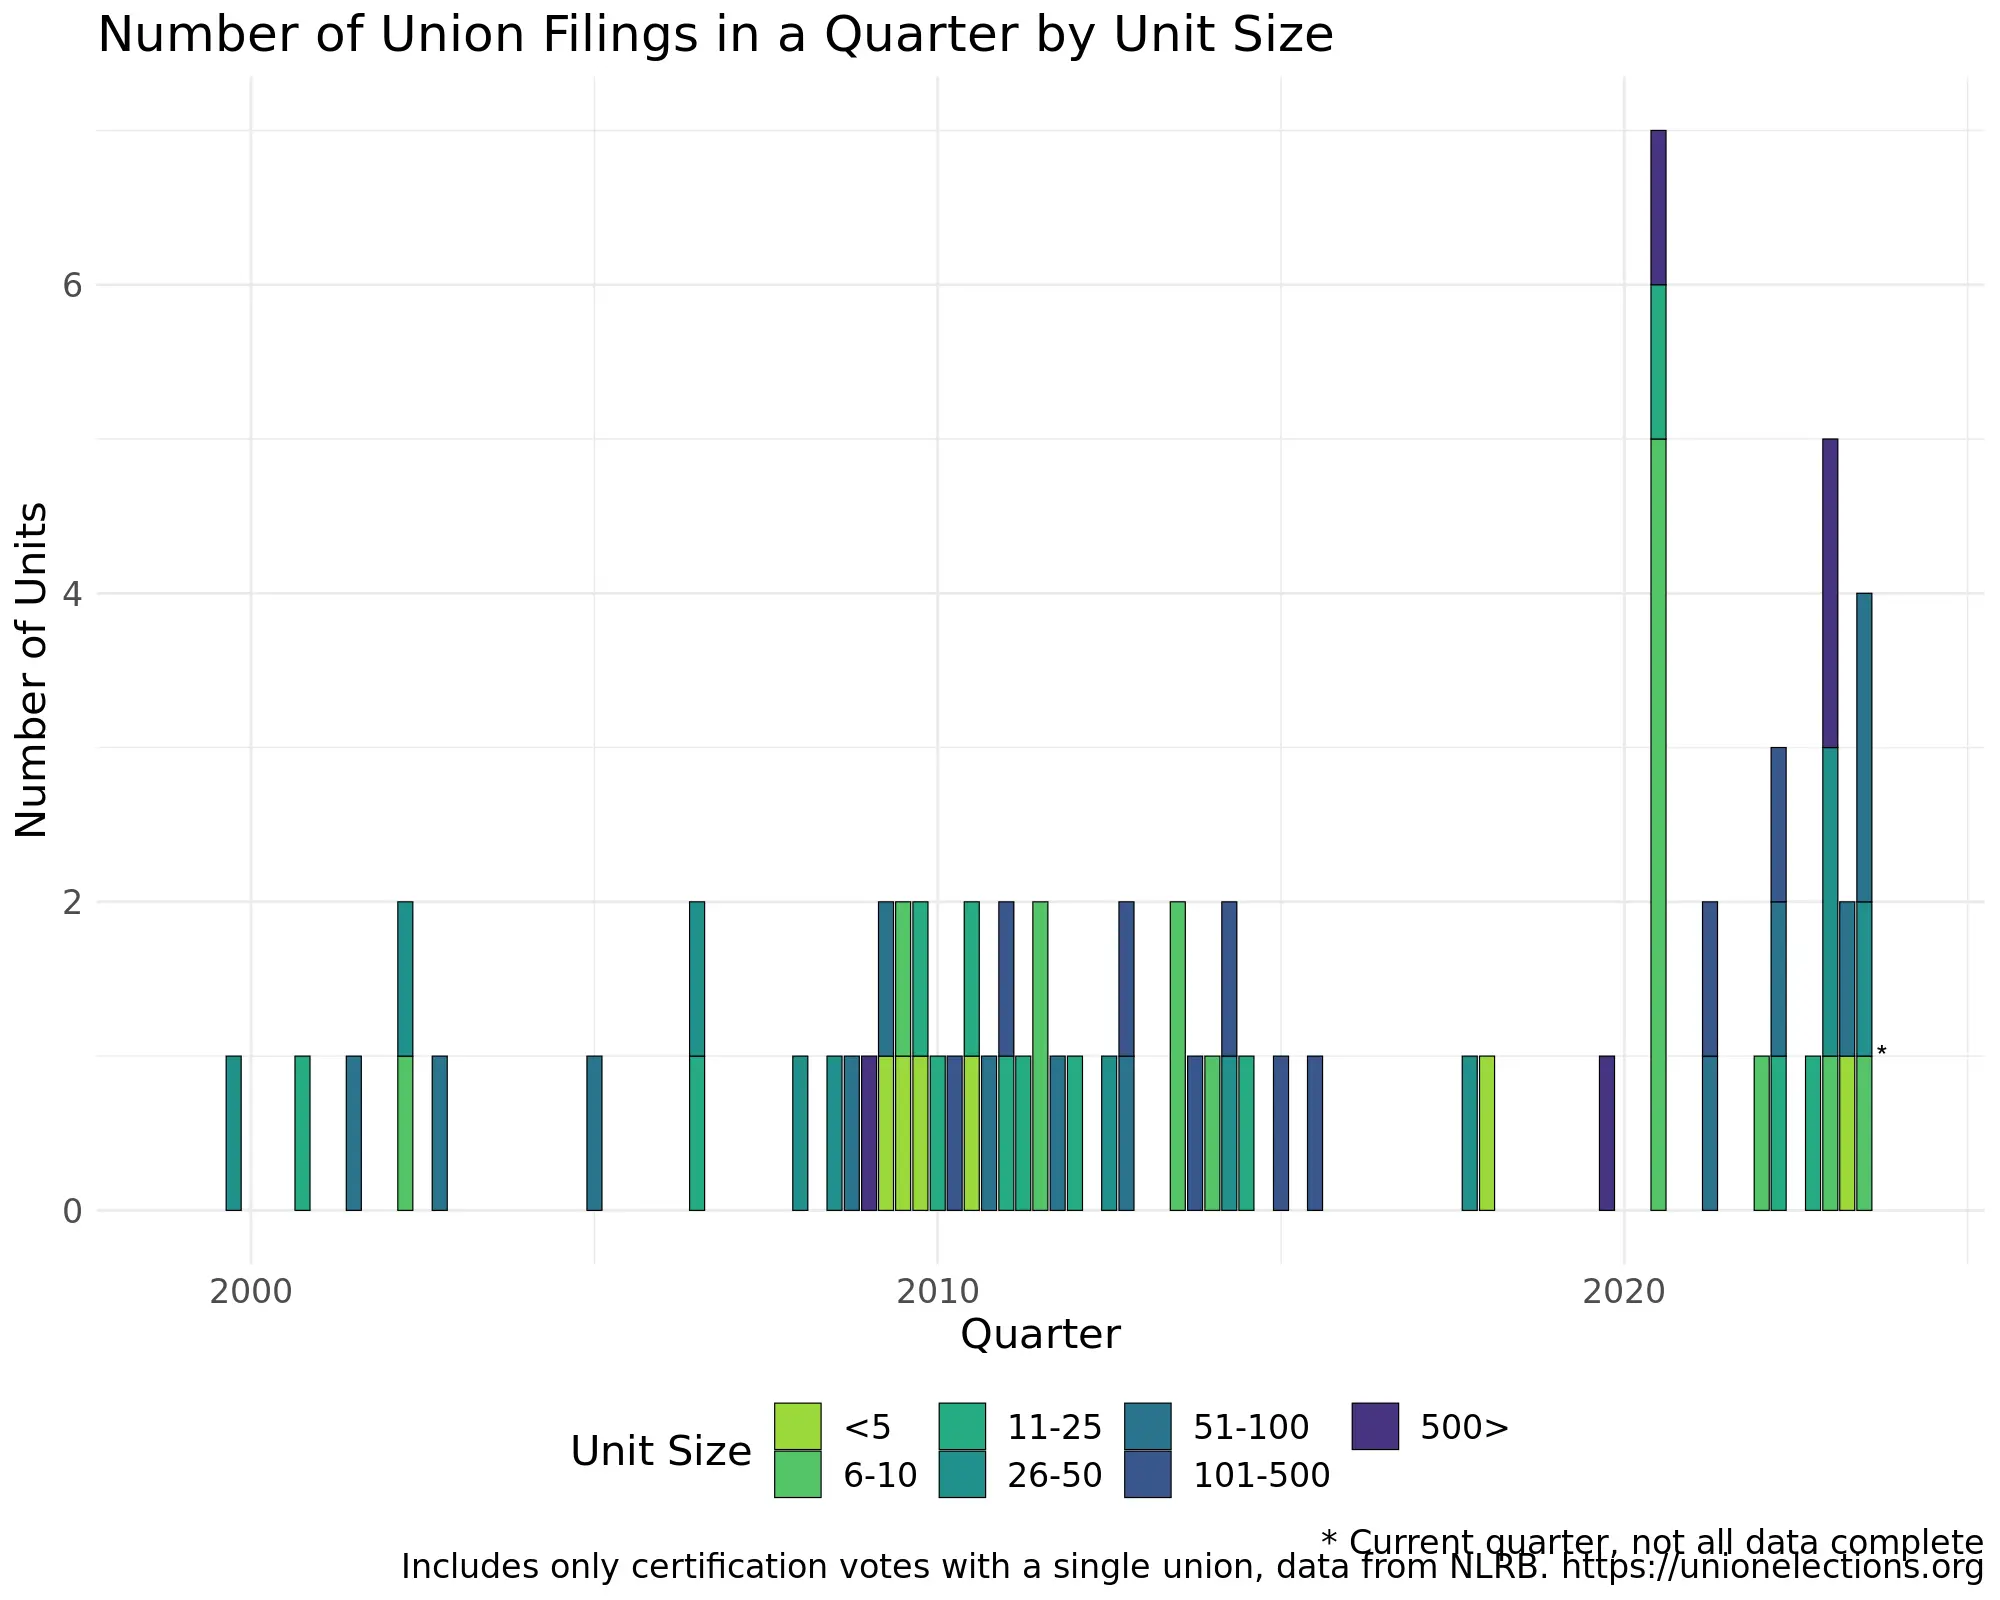 Number of Union Filings in a Quarter by Unit Size
Number of Units
6
4
2
0
*
2000 2010 2020
Quarter
Unit Size
<5 11-25 51-100 500>
6-10 26-50 101-500
* Current quarter, not all data complete
Includes only certification votes with a single union, data from NLRB. https://unionelections.org